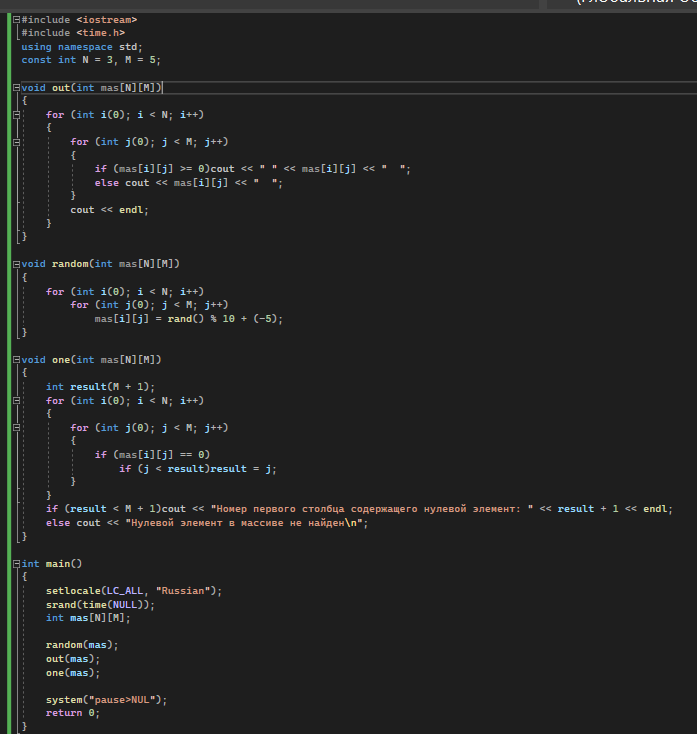 (Глобальная об
#include <iostream>
#include <time.h>
using namespace std;
const int N = 3, M = 5;
void out(int mas[N][M])
{
for (int i(0); i < N; i++)
{
for (int j(0); j < M; j++)
{
if (mas[i][j] >= 0)cout << " " << mas[i][j] << "  ";
else cout << mas[i][j] << "  ";
}
cout << endl;
}
}
void random(int mas[N][M])
{
for (int i(0); i < N; i++)
for (int j(0); j < M; j++)
mas[i][j] = rand() % 10 + (-5);
}
void one(int mas[N][M])
{
int result(M + 1);
for (int i(0); i < N; i++)
{
for (int j(0); j < M; j++)
{
if (mas[i][j] == 0)
if (j < result)result = j;
}
}
if (result < M + 1)cout << "Номер первого столбца содержащего нулевой элемент: " << result + 1 << endl;
else cout << "Нулевой элемент в массиве не найден\n";
}
int main()
{
setlocale(LC_ALL, "Russian");
srand(time(NULL));
int mas[N][M];
random(mas);
out(mas);
one(mas);
system("pause>NUL");
return 0;
}